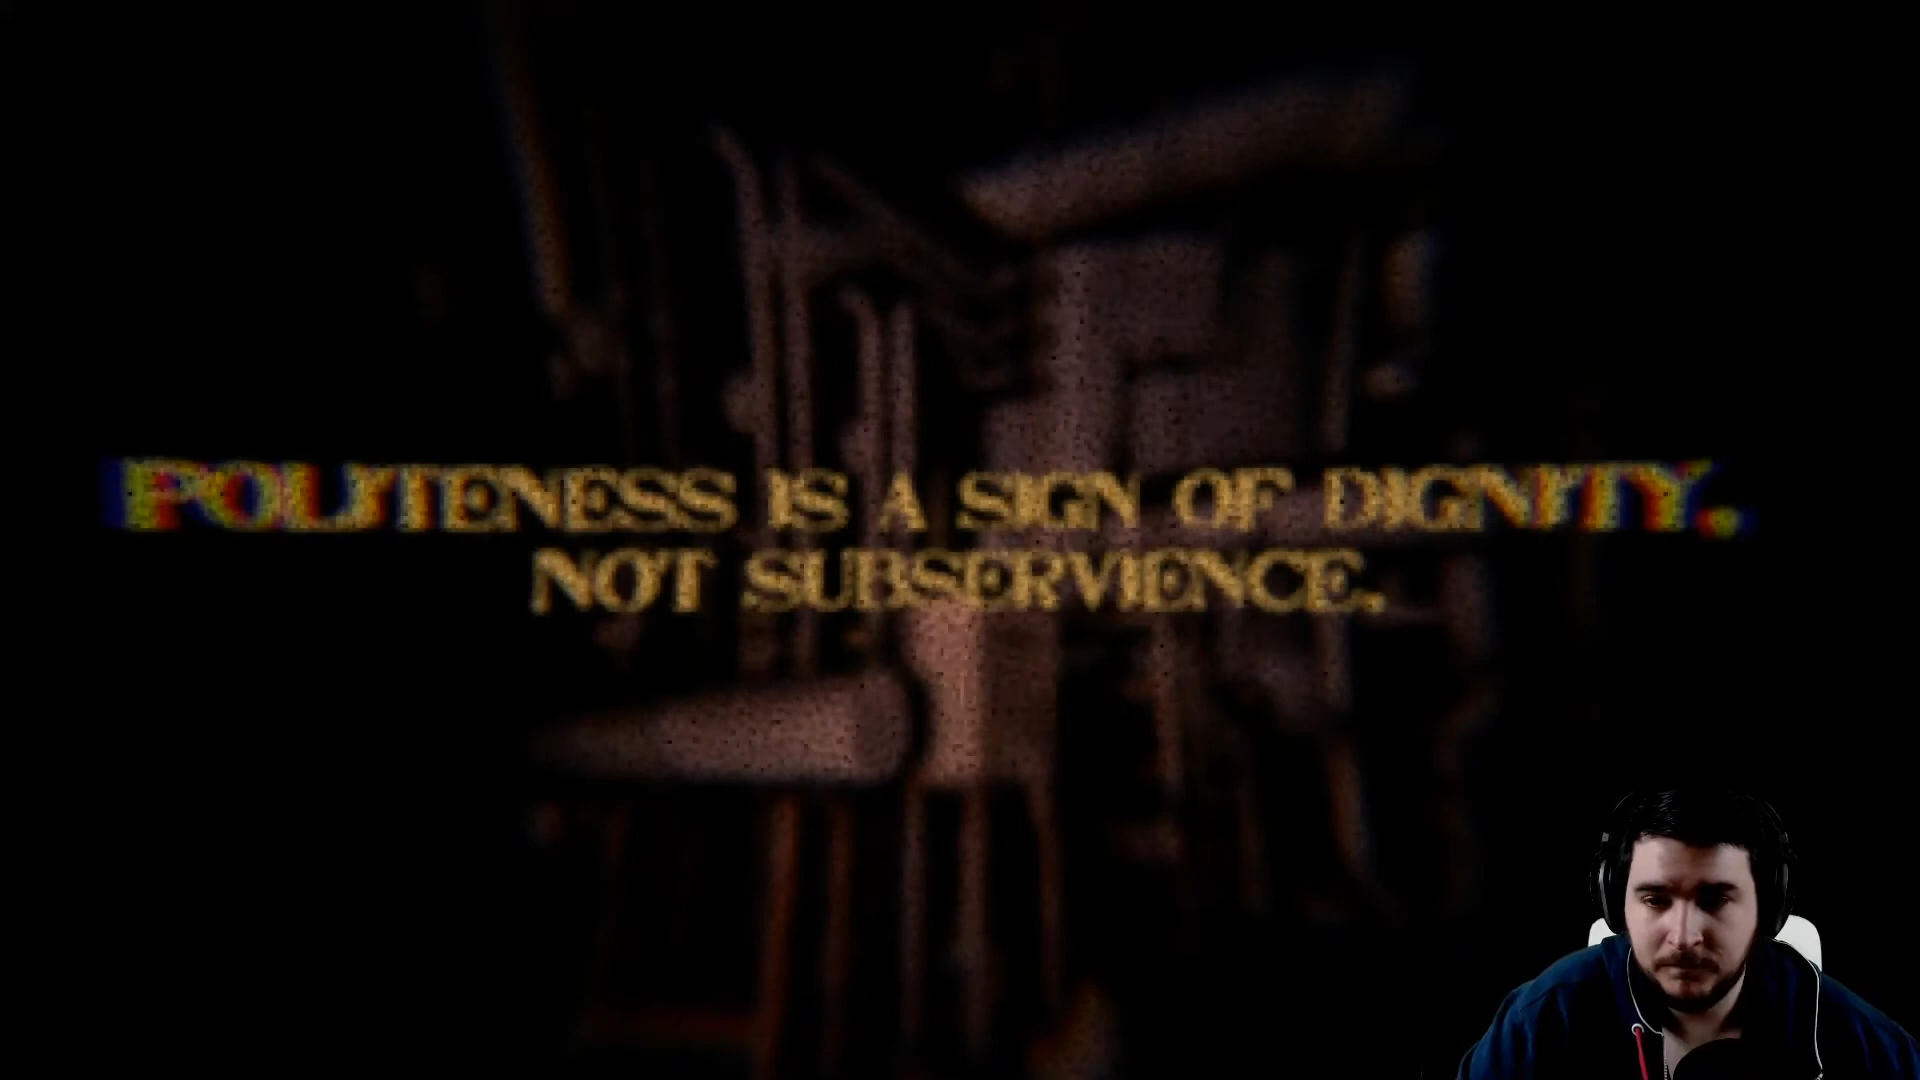 POLITENESS IS A SIGN OF DIGNITY.
NOT SUBSERVIENCE.